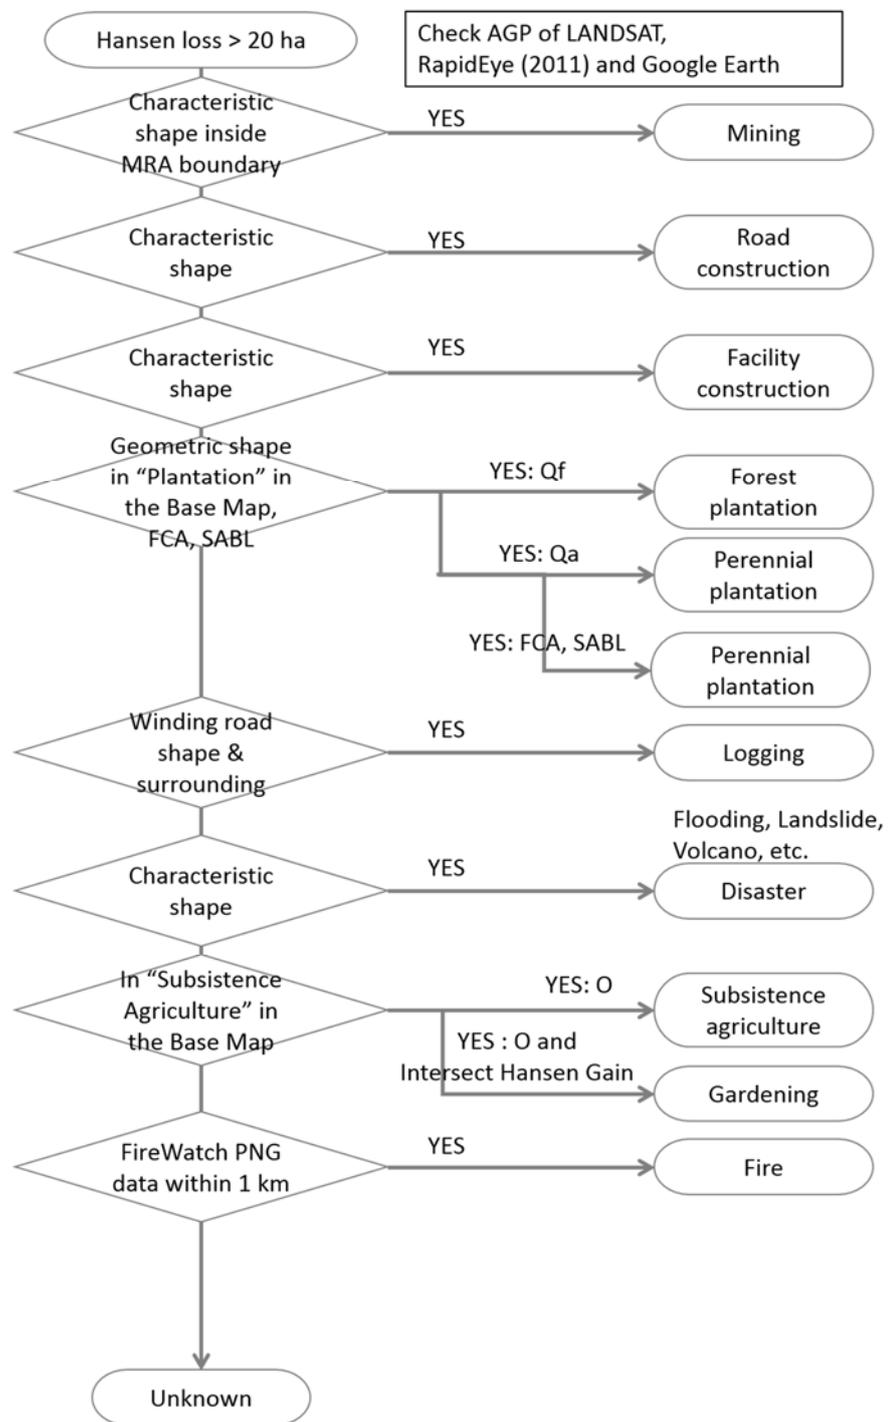 Hansen loss > 20 ha
Check AGP of LANDSAT,
RapidEye (2011) and Google Earth
Characteristic
shape inside
MRA boundary
YES
Mining
Characteristic
shape
YES
Road
construction
Characteristic
shape
YES
Facility
construction
Geometric shape
in “Plantation” in
the Base Map,
FCA, SABL
YES: Qf
Forest
plantation
YES: Qa
Perennial
plantation
YES: FCA, SABL
Perennial
plantation
Winding road
shape &
surrounding
YES
Logging
Flooding, Landslide,
Volcano, etc.
Characteristic
shape
YES
Disaster
In “Subsistence
Agriculture” in
the Base Map
YES: O
Subsistence
agriculture
YES : O and
Intersect Hansen Gain
Gardening
FireWatch PNG
data within 1 km
YES
Fire
Unknown